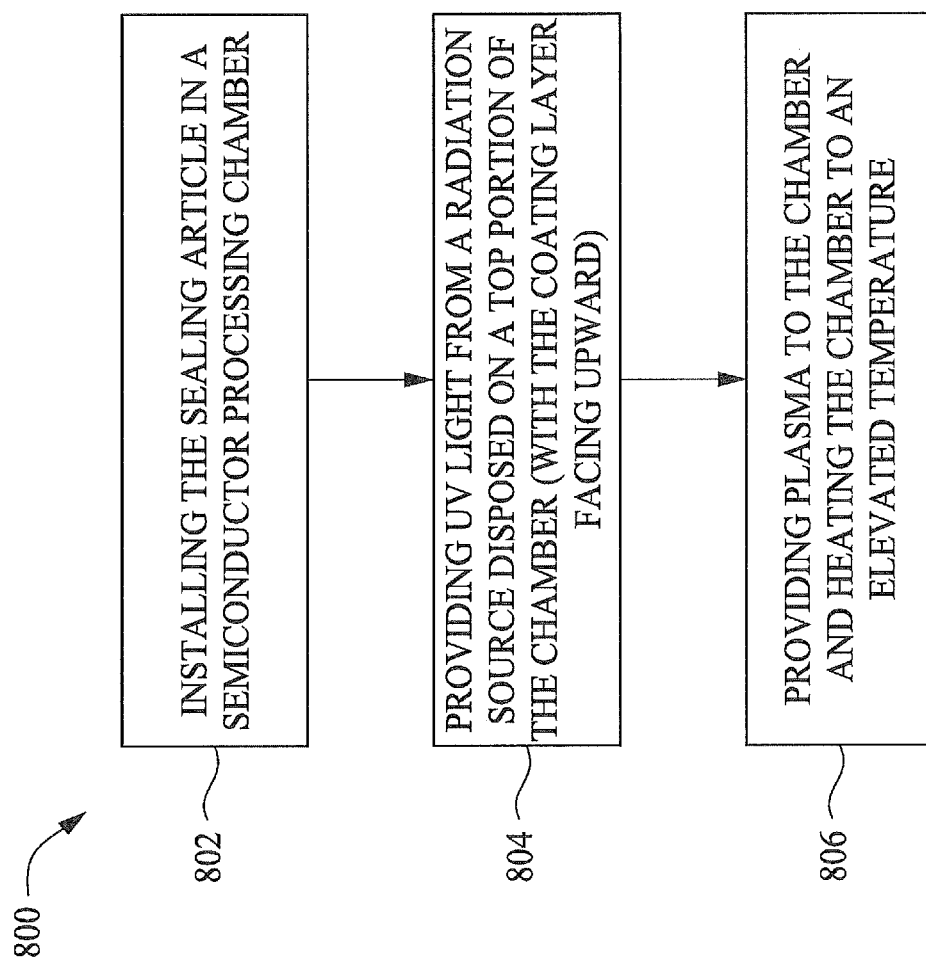 800
802
INSTALLING THE SEALING ARTICLE IN A
SEMICONDUCTOR PROCESSING CHAMBER
804
PROVIDING UV LIGHT FROM A RADIATION
SOURCE DISPOSED ON A TOP PORTION OF
THE CHAMBER (WITH THE COATING LAYER
FACING UPWARD)
806
PROVIDING PLASMA TO THE CHAMBER
AND HEATING THE CHAMBER TO AN
ELEVATED TEMPERATURE